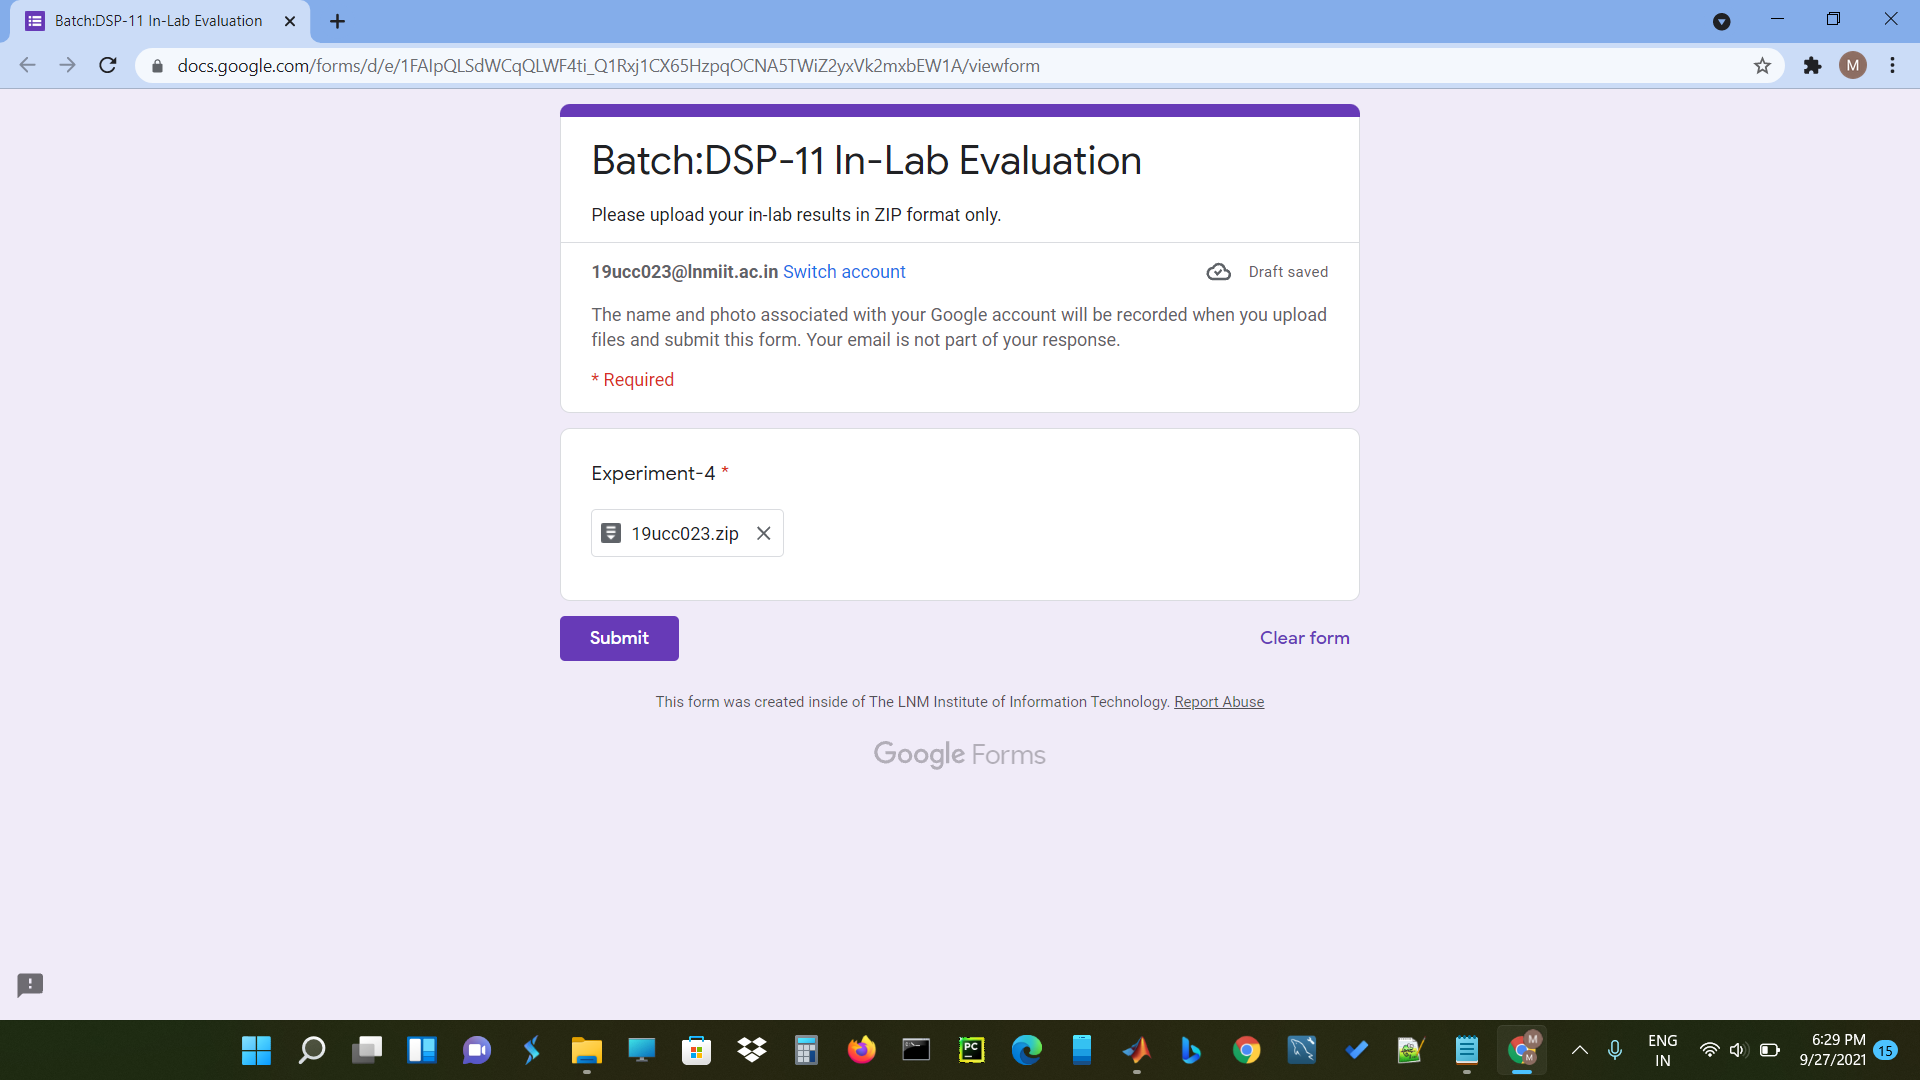 Batch:DSP-11 In-Lab Evaluation
docs.google.com/forms/d/e/1FAIpQLSdWCqQLWF4ti_Q1Rxj1CX65HzpqOCNA5TWiZ2yxVk2mxbEW1A/viewform
M
Batch:DSP-11 In-Lab Evaluation
Please upload your in-lab results in ZIP format only.
19ucc023@lnmiit.ac.in Switch account
Draft saved
The name and photo associated with your Google account will be recorded when you upload
files and submit this form. Your email is not part of your response.
* Required
Experiment-4 *
19ucc023.zip
Submit
Clear form
This form was created inside of The LNM Institute of Information Technology. Report Abuse
Google Forms
PC
M
M
ENG
IN
6:29 PM
9/27/2021
15